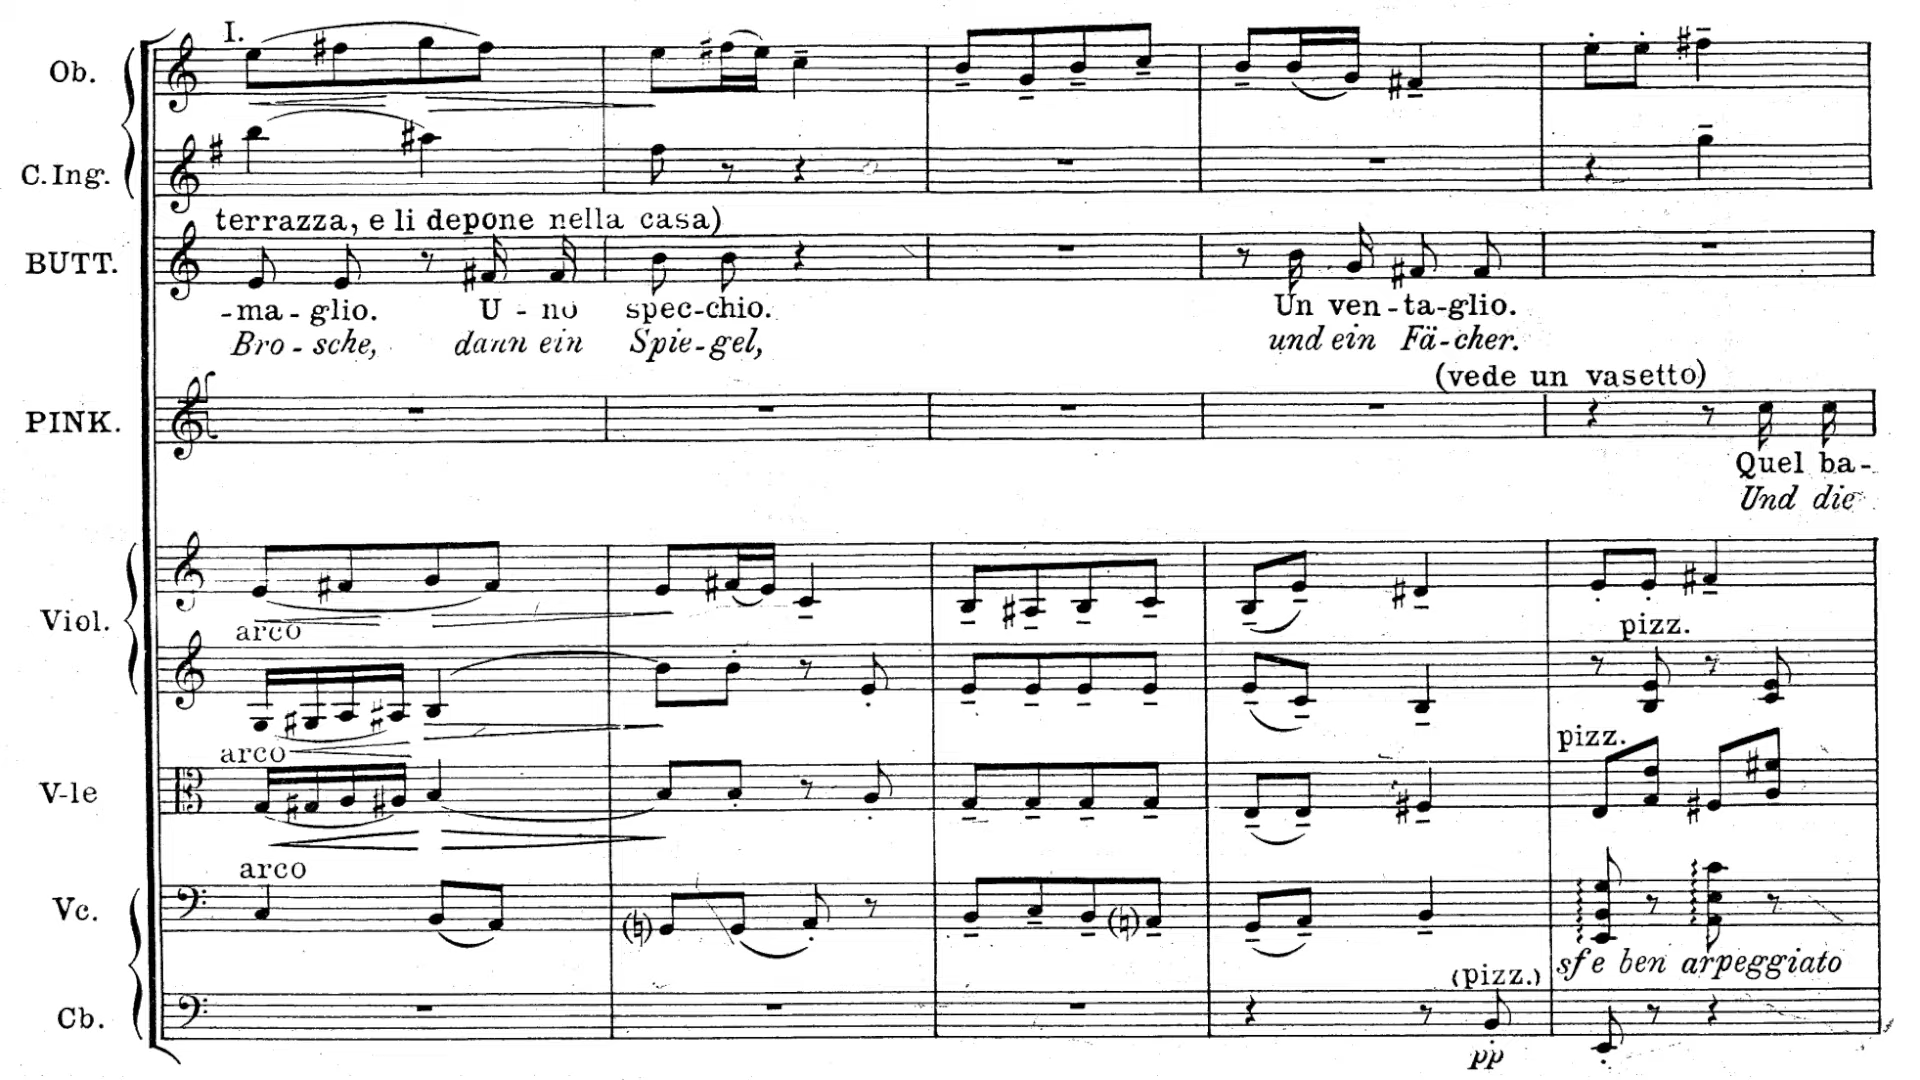 I.
Ob.
C. Ing.
terrazza, e li depone nella casa)
BUTT.
-ma - glio. U - no spec-chio. Un ven-ta-glio.
Bro - sche, dann ein Spie-gel, und ein Fä-cher.
(vede un vasetto)
PINK.
Quel ba-
Und die
Viol.
arco
pizz.
arco
pizz.
V-le
arco
Vc.
sf e ben arpeggiato
(pizz.)
Cb.
pp